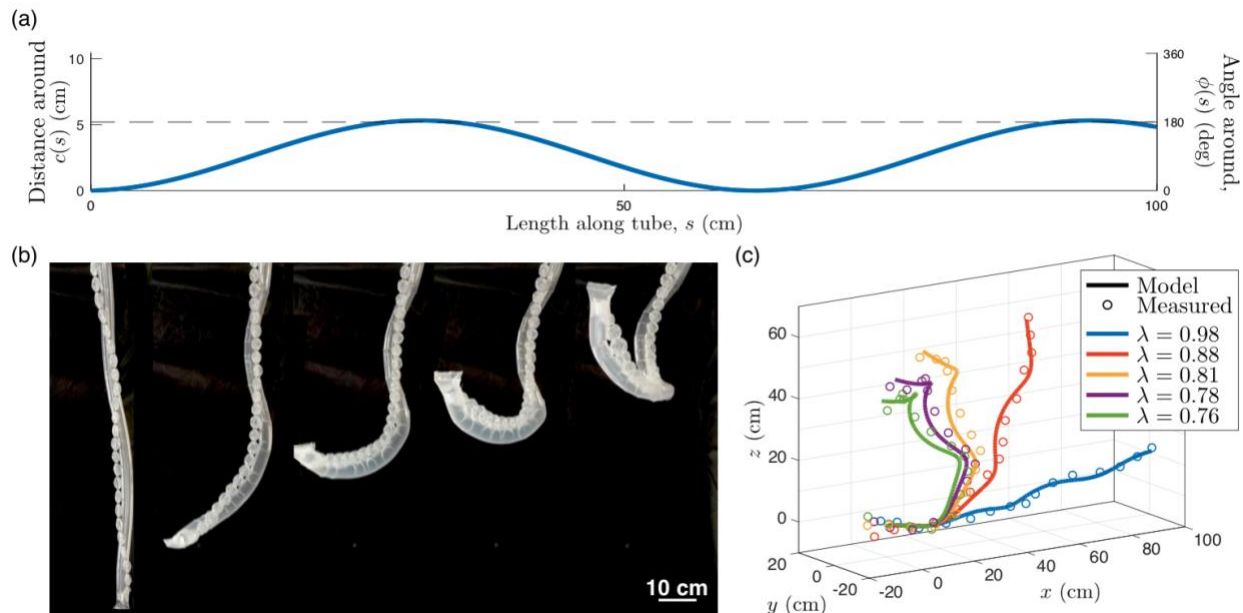 (a)
Distance around
c(s) (cm)
10
5
0
0
50
100
Length along tube, s (cm)
360
180
0
Angle around,
ϕ(s) (deg)
(b)
10 cm
(c)
Model
Measured
λ = 0.98
λ = 0.88
λ = 0.81
λ = 0.78
λ = 0.76
60
40
20
0
z (cm)
20
0
-20
y (cm)
-20
0
20
40
60
80
100
x (cm)